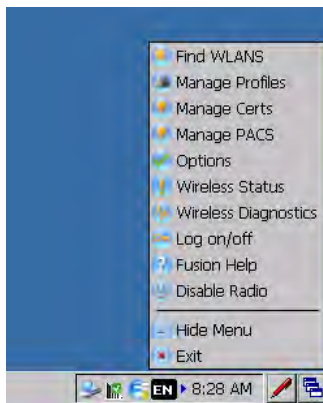 Find WLANS
Manage Profiles
Manage Certs
Manage PACS
Options
Wireless Status
Wireless Diagnostics
Log on/off
Fusion Help
Disable Radio
Hide Menu
Exit
EN 8:28 AM